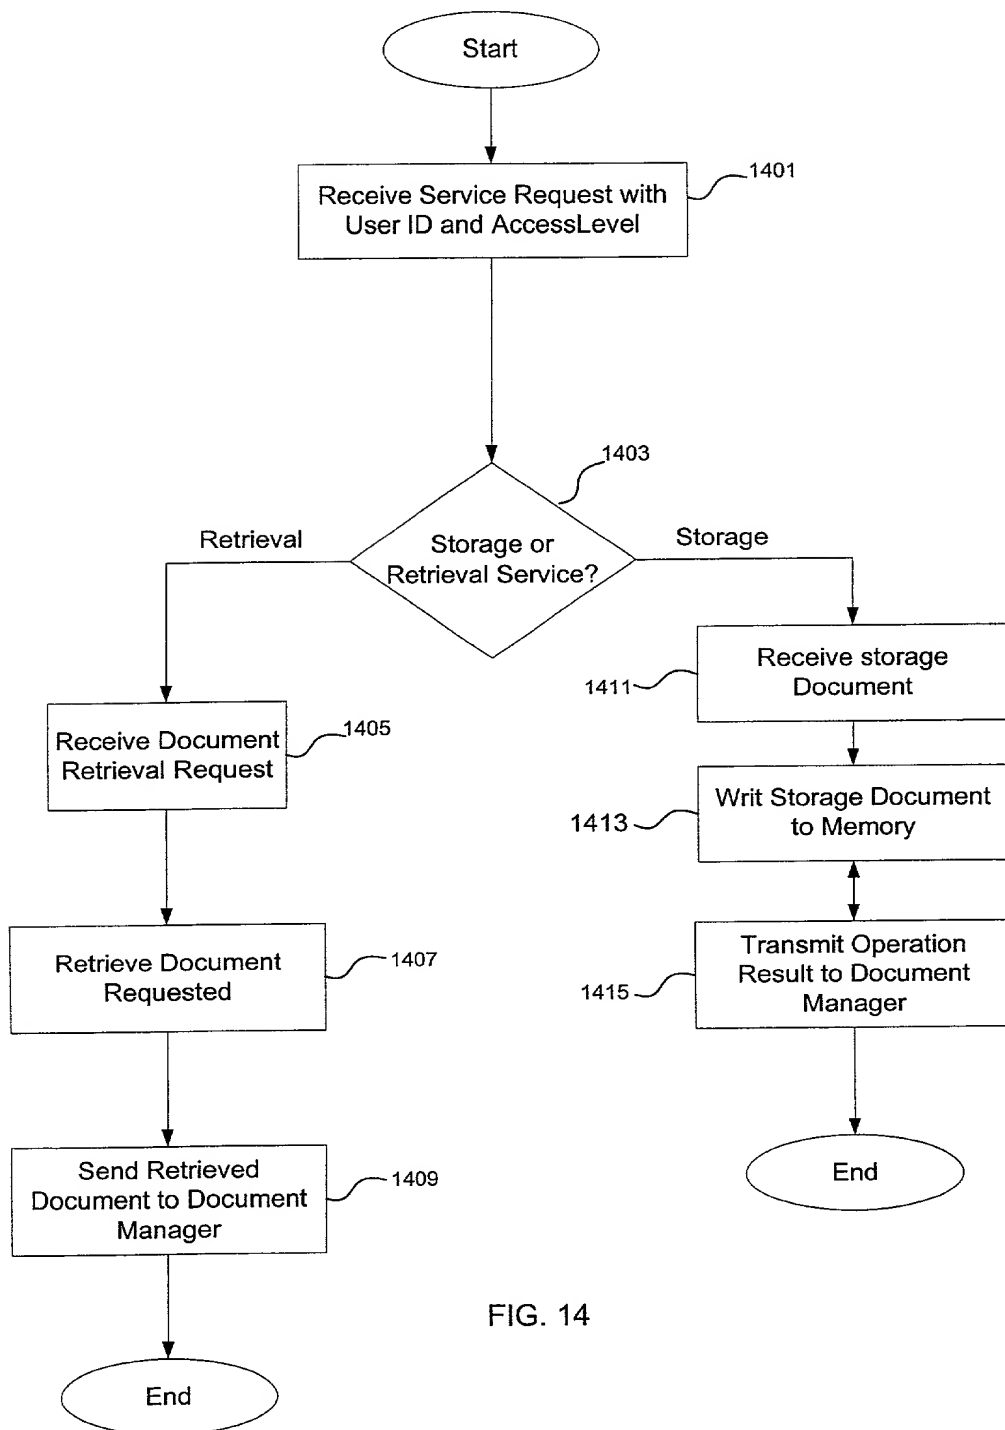 Start
Receive Service Request with
User ID and AccessLevel
1401
1403
Storage or
Retrieval Service?
Retrieval
Storage
Receive Document
Retrieval Request
1405
Retrieve Document
Requested
1407
Send Retrieved
Document to Document
Manager
1409
End
Receive storage
Document
1411
Writ Storage Document
to Memory
1413
Transmit Operation
Result to Document
Manager
1415
End
FIG. 14